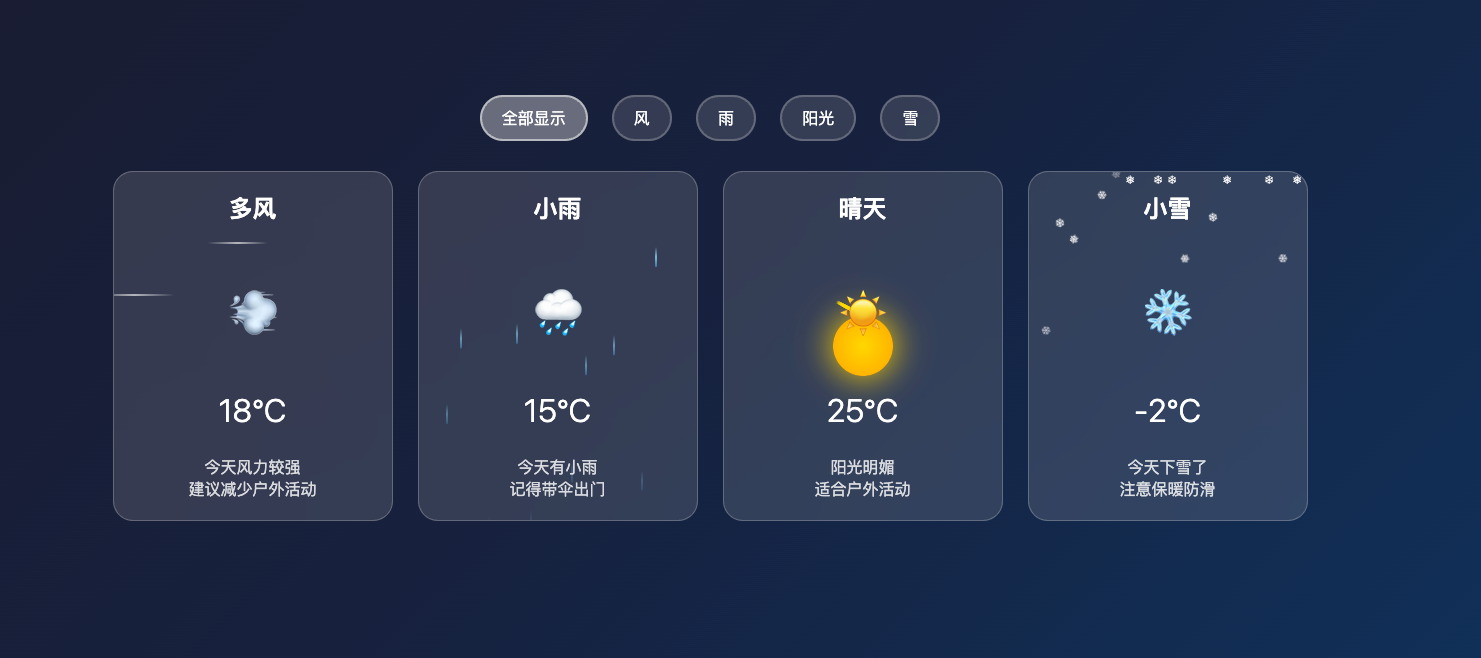 全部显示
风
雨
阳光
雪
多风
18°C
今天风力较强
建议减少户外活动
小雨
15°C
今天有小雨
记得带伞出门
晴天
25°C
阳光明媚
适合户外活动
小雪
-2°C
今天下雪了
注意保暖防滑